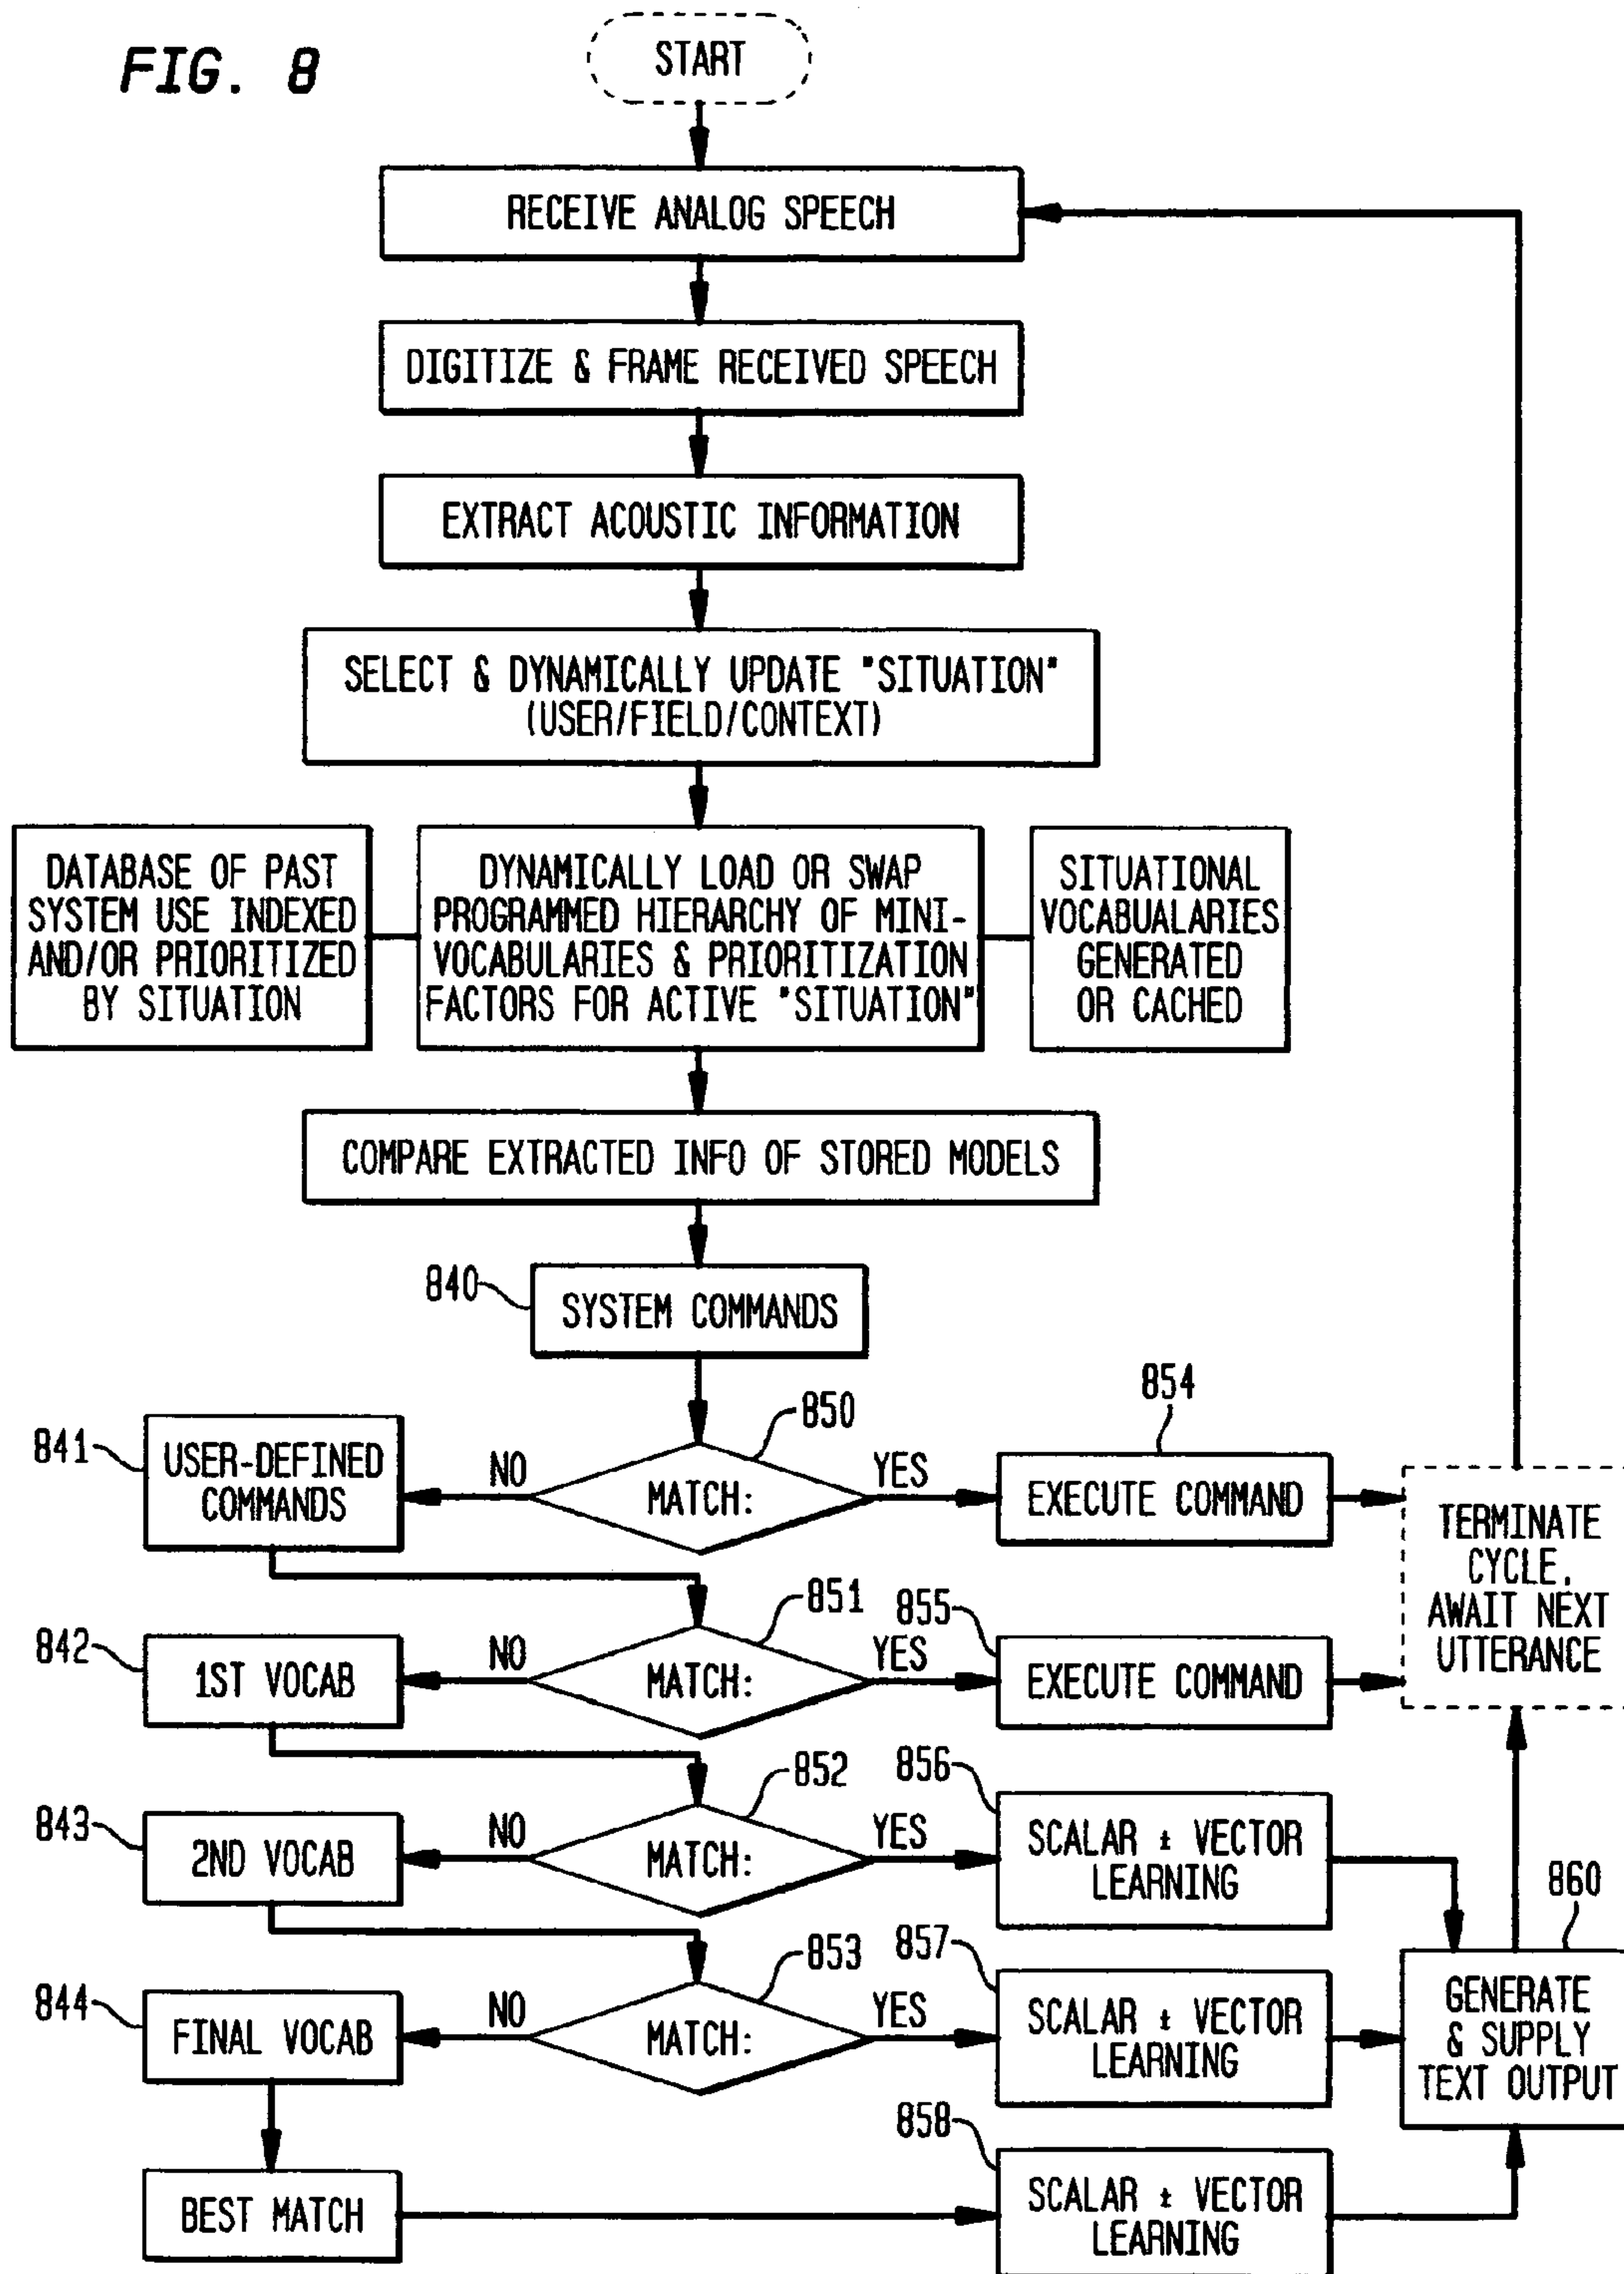 FIG. 8
START
RECEIVE ANALOG SPEECH
DIGITIZE & FRAME RECEIVED SPEECH
EXTRACT ACOUSTIC INFORMATION
SELECT & DYNAMICALLY UPDATE "SITUATION"
(USER/FIELD/CONTEXT)
DATABASE OF PAST
SYSTEM USE INDEXED
AND/OR PRIORITIZED
BY SITUATION
DYNAMICALLY LOAD OR SWAP
PROGRAMMED HIERARCHY OF MINI-
VOCABULARIES & PRIORITIZATION
FACTORS FOR ACTIVE "SITUATION"
SITUATIONAL
VOCABUALARIES
GENERATED
OR CACHED
COMPARE EXTRACTED INFO OF STORED MODELS
840
SYSTEM COMMANDS
850
854
841
USER-DEFINED
COMMANDS
NO
MATCH:
YES
EXECUTE COMMAND
TERMINATE
CYCLE.
AWAIT NEXT
UTTERANCE
851
855
842
1ST VOCAB
NO
MATCH:
YES
EXECUTE COMMAND
852
856
843
2ND VOCAB
NO
MATCH:
YES
SCALAR ± VECTOR
LEARNING
860
853
857
844
FINAL VOCAB
NO
MATCH:
YES
SCALAR ± VECTOR
LEARNING
GENERATE
& SUPPLY
TEXT OUTPUT
858
BEST MATCH
SCALAR ± VECTOR
LEARNING